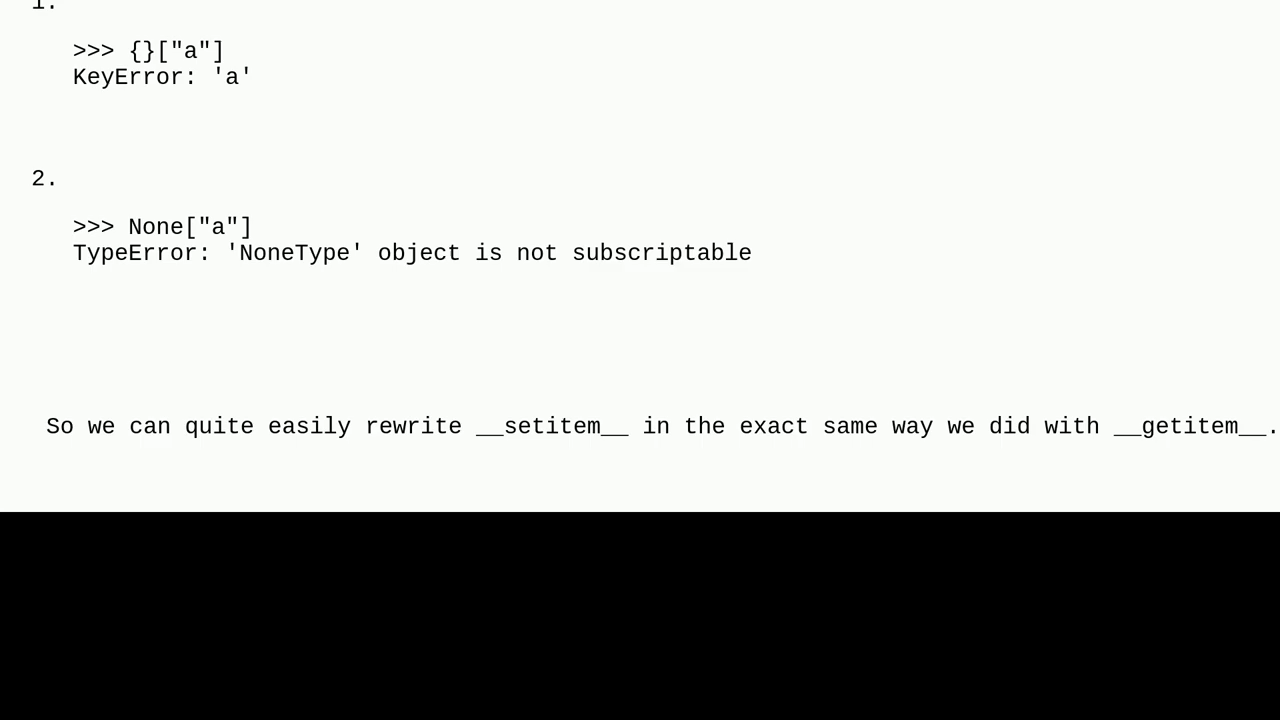 1.
>>> {}["a"]
KeyError: 'a'
2.
>>> None["a"]
TypeError: 'NoneType' object is not subscriptable
So we can quite easily rewrite __setitem__ in the exact same way we did with __getitem__.